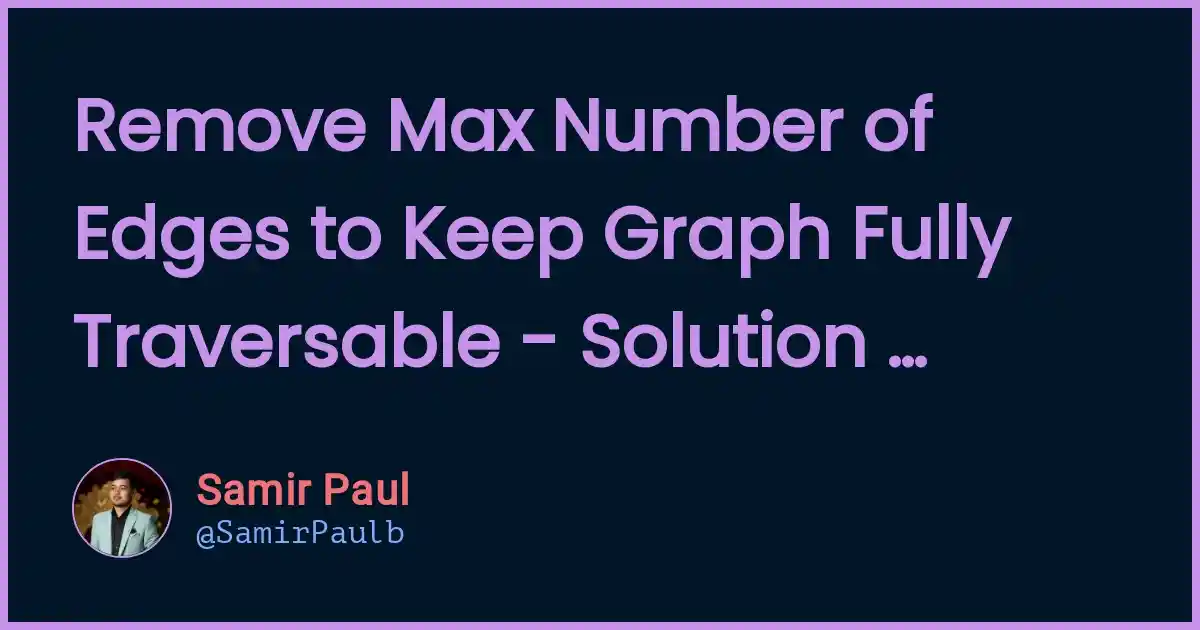 Remove Max Number of
Edges to Keep Graph Fully
Traversable - Solution ...
Samir Paul
@SamirPaulb